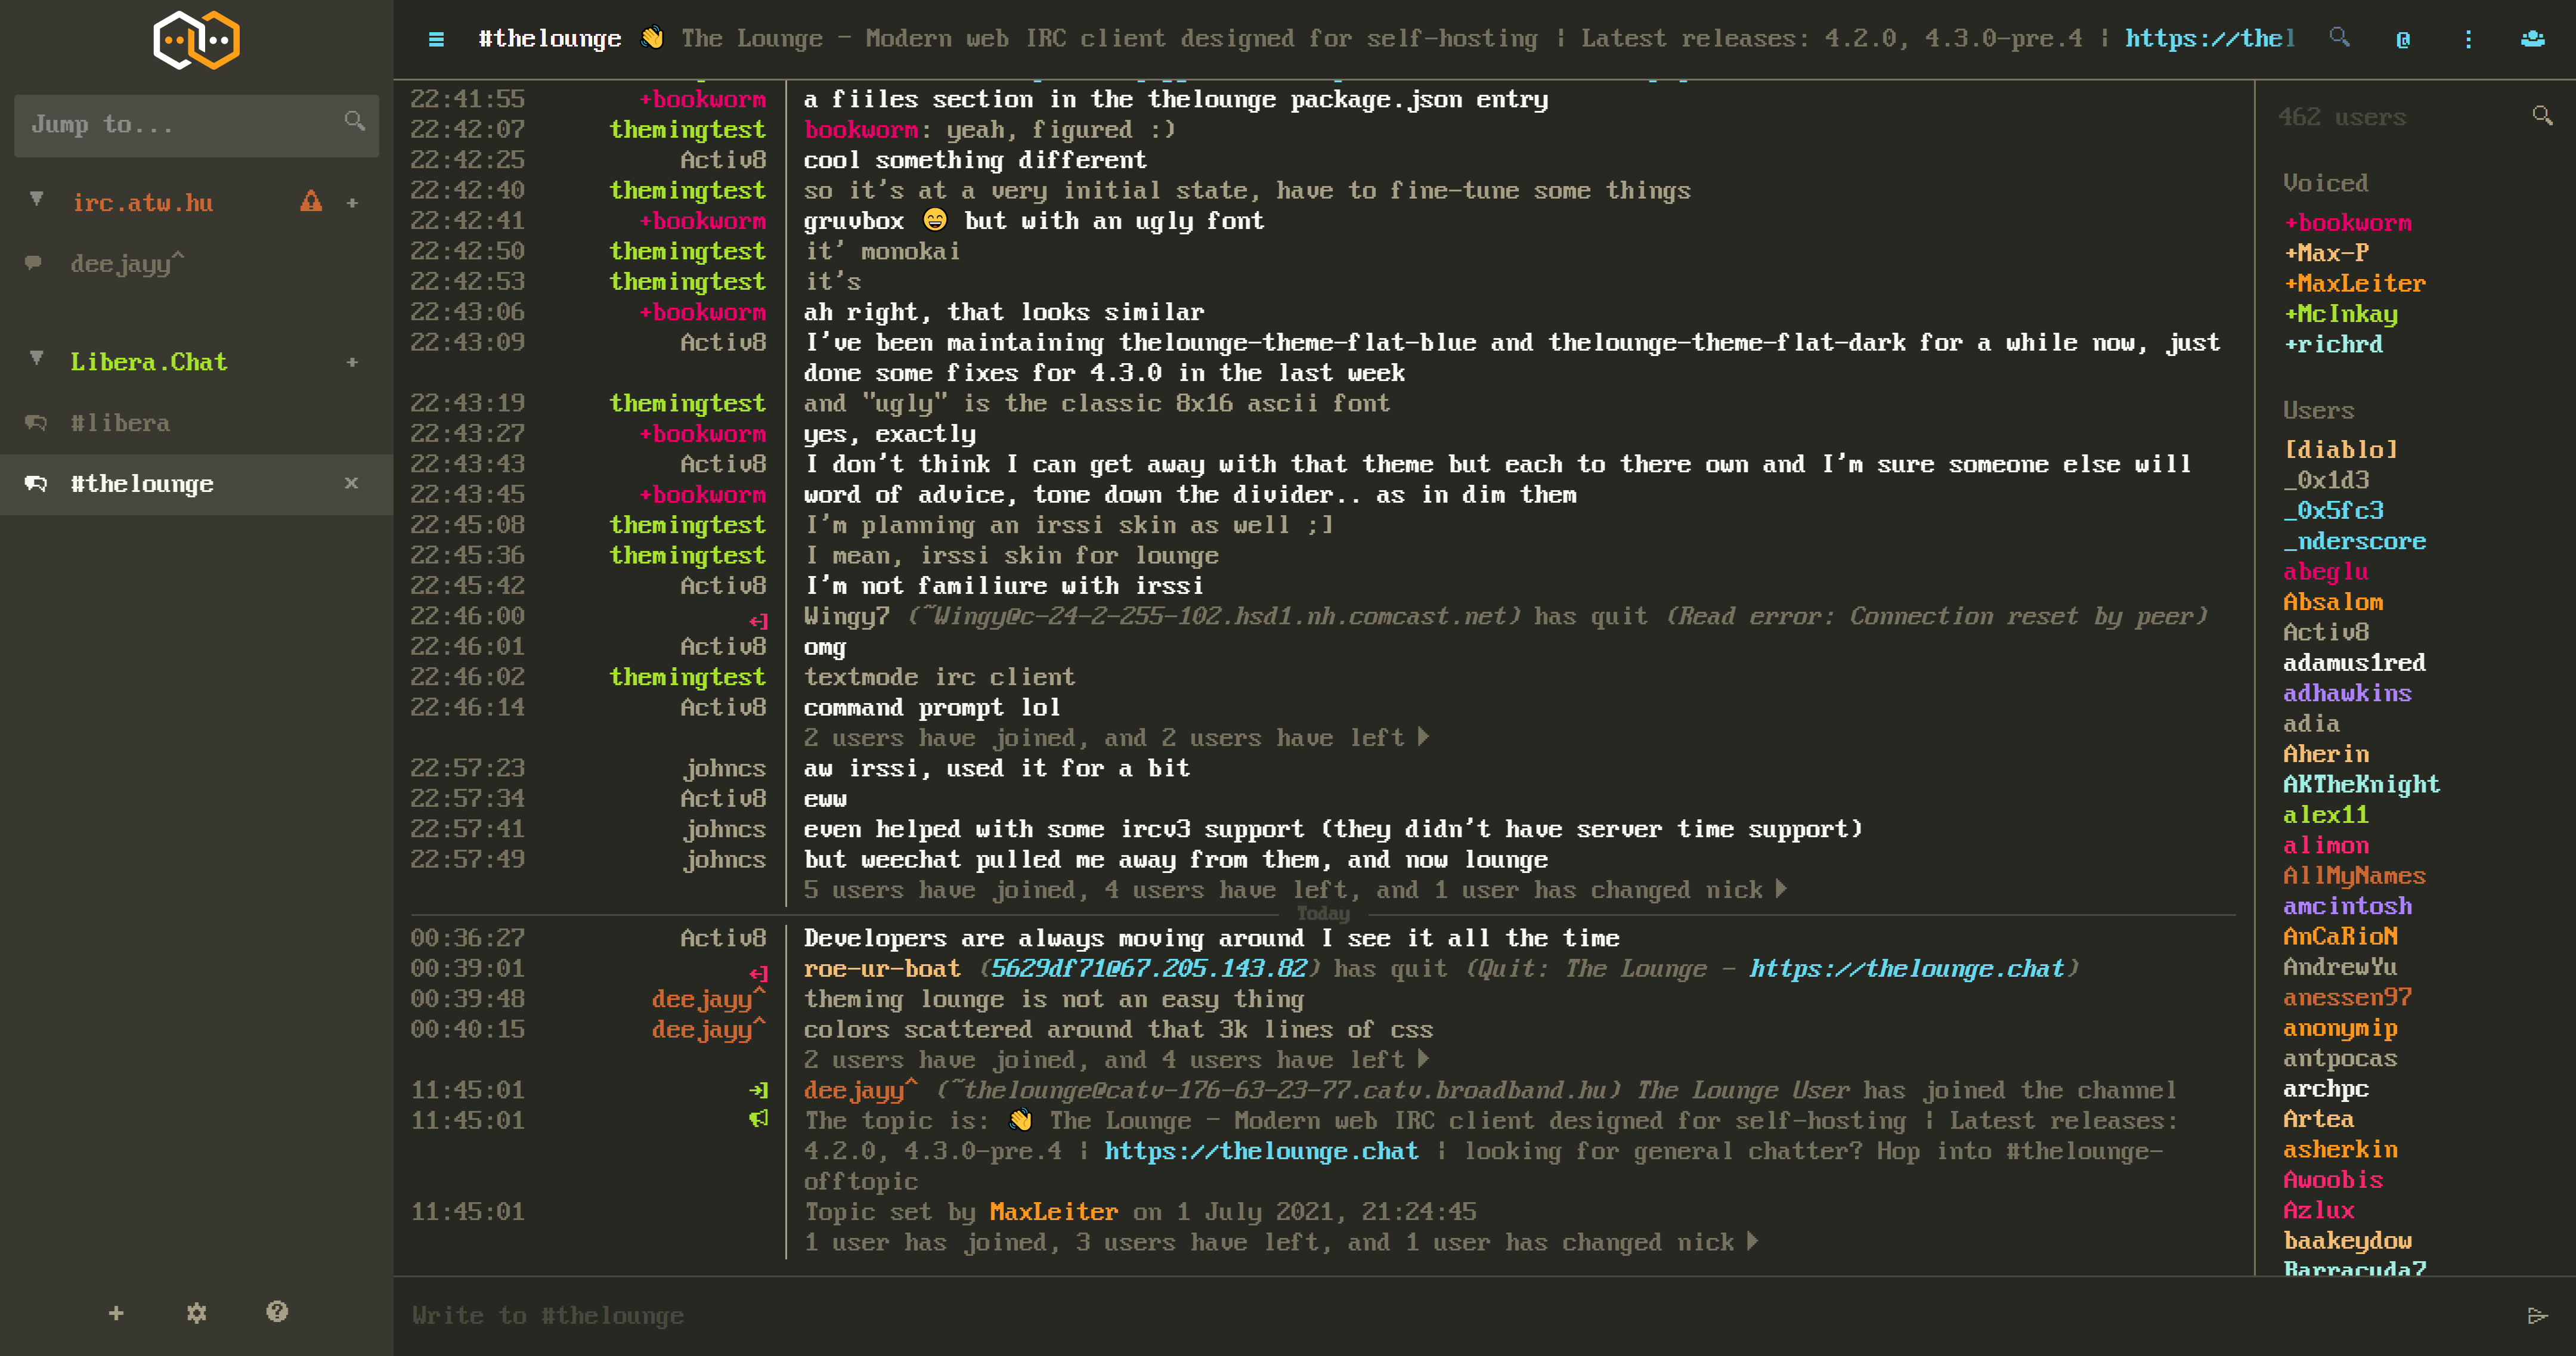 Jump to...
irc.atw.hu +
deejayy^
Libera.Chat +
#libera
#thelounge ×
#thelounge 👋 The Lounge - Modern web IRC client designed for self-hosting | Latest releases: 4.2.0, 4.3.0-pre.4 | https://thel
22:41:55 +bookworm a fiiles section in the thelounge package.json entry
22:42:07 themingtest bookworm: yeah, figured :)
22:42:25 Activ8 cool something different
22:42:40 themingtest so it's at a very initial state, have to fine-tune some things
22:42:41 +bookworm gruvbox 😄 but with an ugly font
22:42:50 themingtest it' monokai
22:42:53 themingtest it's
22:43:06 +bookworm ah right, that looks similar
22:43:09 Activ8 I've been maintaining thelounge-theme-flat-blue and thelounge-theme-flat-dark for a while now, just
done some fixes for 4.3.0 in the last week
22:43:19 themingtest and "ugly" is the classic 8x16 ascii font
22:43:27 +bookworm yes, exactly
22:43:43 Activ8 I don't think I can get away with that theme but each to there own and I'm sure someone else will
22:43:45 +bookworm word of advice, tone down the divider.. as in dim them
22:45:08 themingtest I'm planning an irssi skin as well ;]
22:45:36 themingtest I mean, irssi skin for lounge
22:45:42 Activ8 I'm not familiure with irssi
22:46:00 Wingy7 (~Wingy@c-24-2-255-102.hsd1.nh.comcast.net) has quit (Read error: Connection reset by peer)
22:46:01 Activ8 omg
22:46:02 themingtest textmode irc client
22:46:14 Activ8 command prompt lol
2 users have joined, and 2 users have left
22:57:23 johncs aw irssi, used it for a bit
22:57:34 Activ8 eww
22:57:41 johncs even helped with some ircv3 support (they didn't have server time support)
22:57:49 johncs but weechat pulled me away from them, and now lounge
5 users have joined, 4 users have left, and 1 user has changed nick
Today
00:36:27 Activ8 Developers are always moving around I see it all the time
00:39:01 roe-ur-boat (5629df71@67.205.143.82) has quit (Quit: The Lounge - https://thelounge.chat)
00:39:48 deejayy^ theming lounge is not an easy thing
00:40:15 deejayy^ colors scattered around that 3k lines of css
2 users have joined, and 4 users have left
11:45:01 deejayy^ (~thelounge@catv-176-63-23-77.catv.broadband.hu) The Lounge User has joined the channel
11:45:01 The topic is: 👋 The Lounge - Modern web IRC client designed for self-hosting | Latest releases:
4.2.0, 4.3.0-pre.4 | https://thelounge.chat | looking for general chatter? Hop into #thelounge-
offtopic
11:45:01 Topic set by MaxLeiter on 1 July 2021, 21:24:45
1 user has joined, 3 users have left, and 1 user has changed nick
Write to #thelounge
462 users
Voiced
+bookworm
+Max-P
+MaxLeiter
+McInkay
+richrd
Users
[diablo]
_0x1d3
_0x5fc3
_nderscore
abeglu
Absalom
Activ8
adamus1red
adhawkins
adia
Aherin
AKTheKnight
alex11
alimon
AllMyNames
amcintosh
AnCaRioN
AndrewYu
anessen97
anonymip
antpocas
archpc
Artea
asherkin
Awoobis
Azlux
baakeydow
Barracuda7